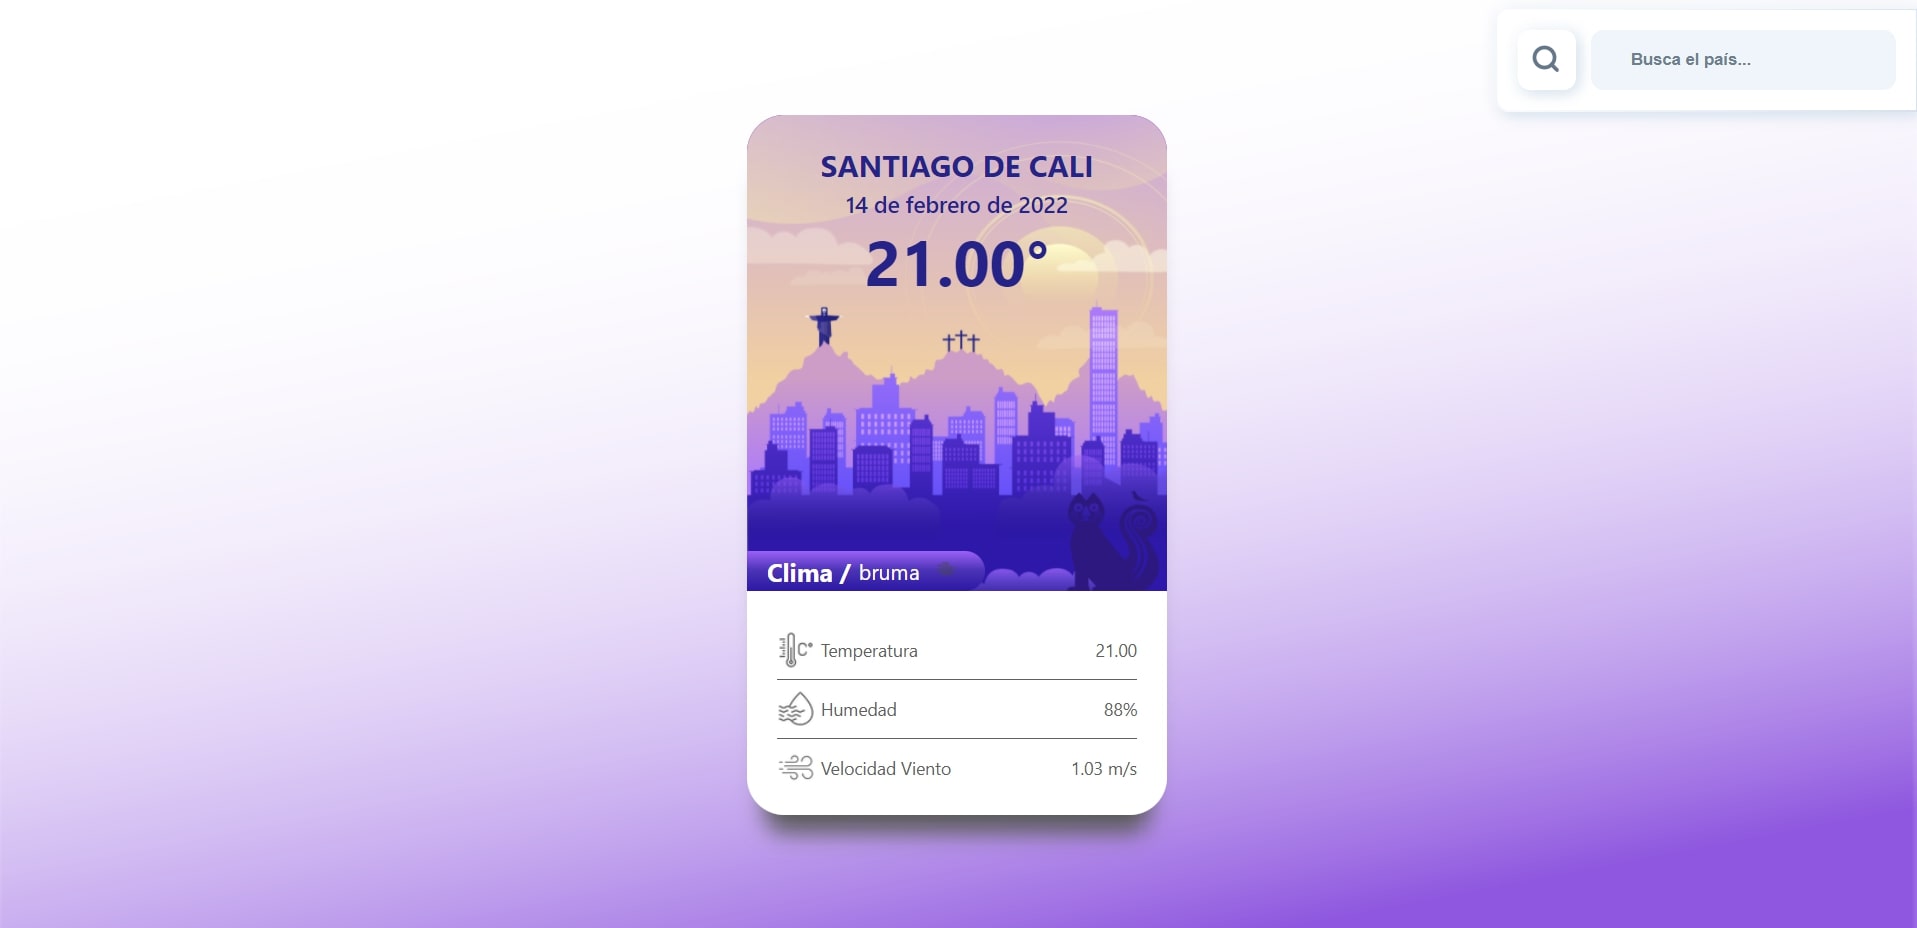 Busca el país...
SANTIAGO DE CALI
14 de febrero de 2022
21.00°
Clima / bruma
C° Temperatura 21.00
Humedad 88%
Velocidad Viento 1.03 m/s